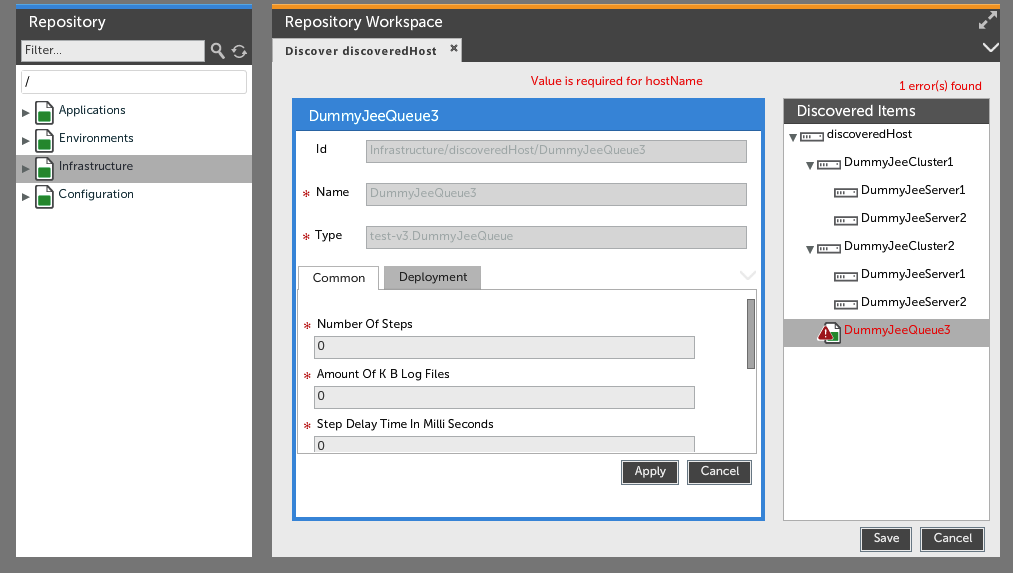 Repository
Filter...
/
Applications
Environments
Infrastructure
Configuration
Repository Workspace
Discover discoveredHost
Value is required for hostName
1 error(s) found
DummyJeeQueue3
Id
Infrastructure/discoveredHost/DummyJeeQueue3
* Name
DummyJeeQueue3
* Type
test-v3.DummyJeeQueue
Common
Deployment
* Number Of Steps
0
* Amount Of K B Log Files
0
* Step Delay Time In Milli Seconds
0
Apply
Cancel
Discovered Items
discoveredHost
DummyJeeCluster1
DummyJeeServer1
DummyJeeServer2
DummyJeeCluster2
DummyJeeServer1
DummyJeeServer2
DummyJeeQueue3
Save
Cancel